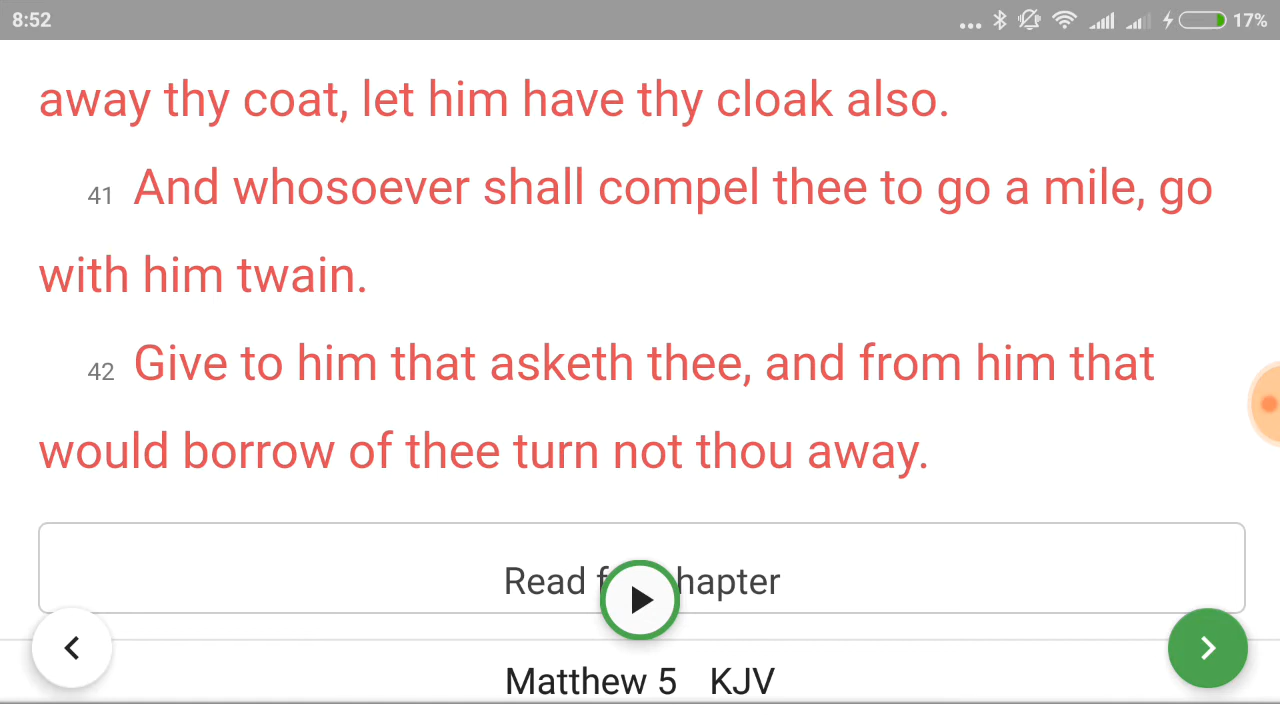 8:52 17%
away thy coat, let him have thy cloak also.
41 And whosoever shall compel thee to go a mile, go
with him twain.
42 Give to him that asketh thee, and from him that
would borrow of thee turn not thou away.
Read f hapter
Matthew 5 KJV